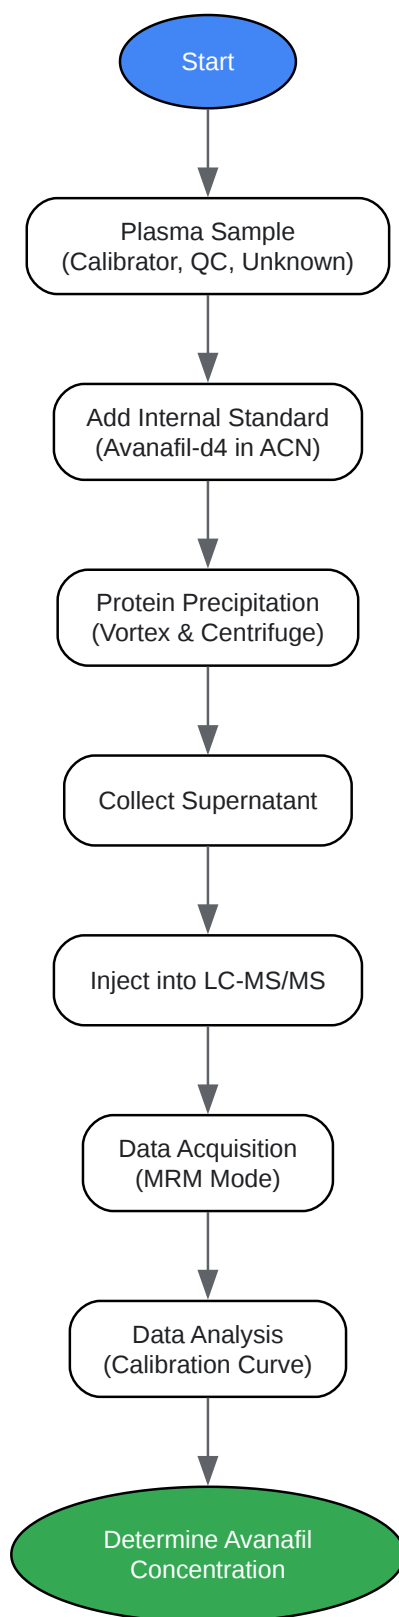 Start
Plasma Sample
(Calibrator, QC, Unknown)
Add Internal Standard
(Avanafil-d4 in ACN)
Protein Precipitation
(Vortex & Centrifuge)
Collect Supernatant
Inject into LC-MS/MS
Data Acquisition
(MRM Mode)
Data Analysis
(Calibration Curve)
Determine Avanafil
Concentration